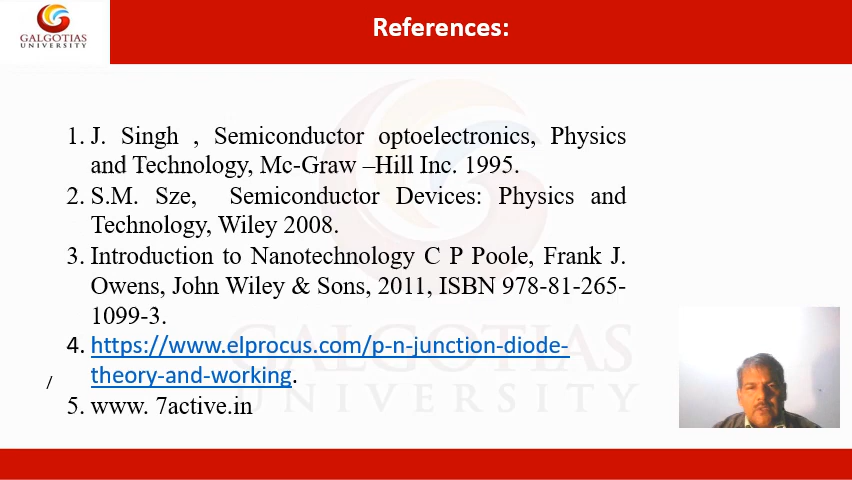 GALGOTIAS
UNIVERSITY
References:
1. J. Singh , Semiconductor optoelectronics, Physics
and Technology, Mc-Graw –Hill Inc. 1995.
2. S.M. Sze, Semiconductor Devices: Physics and
Technology, Wiley 2008.
3. Introduction to Nanotechnology C P Poole, Frank J.
Owens, John Wiley & Sons, 2011, ISBN 978-81-265-
1099-3.
4. https://www.elprocus.com/p-n-junction-diode-
theory-and-working.
/
5. www. 7active.in
GALGOTIAS
UNIVERSITY